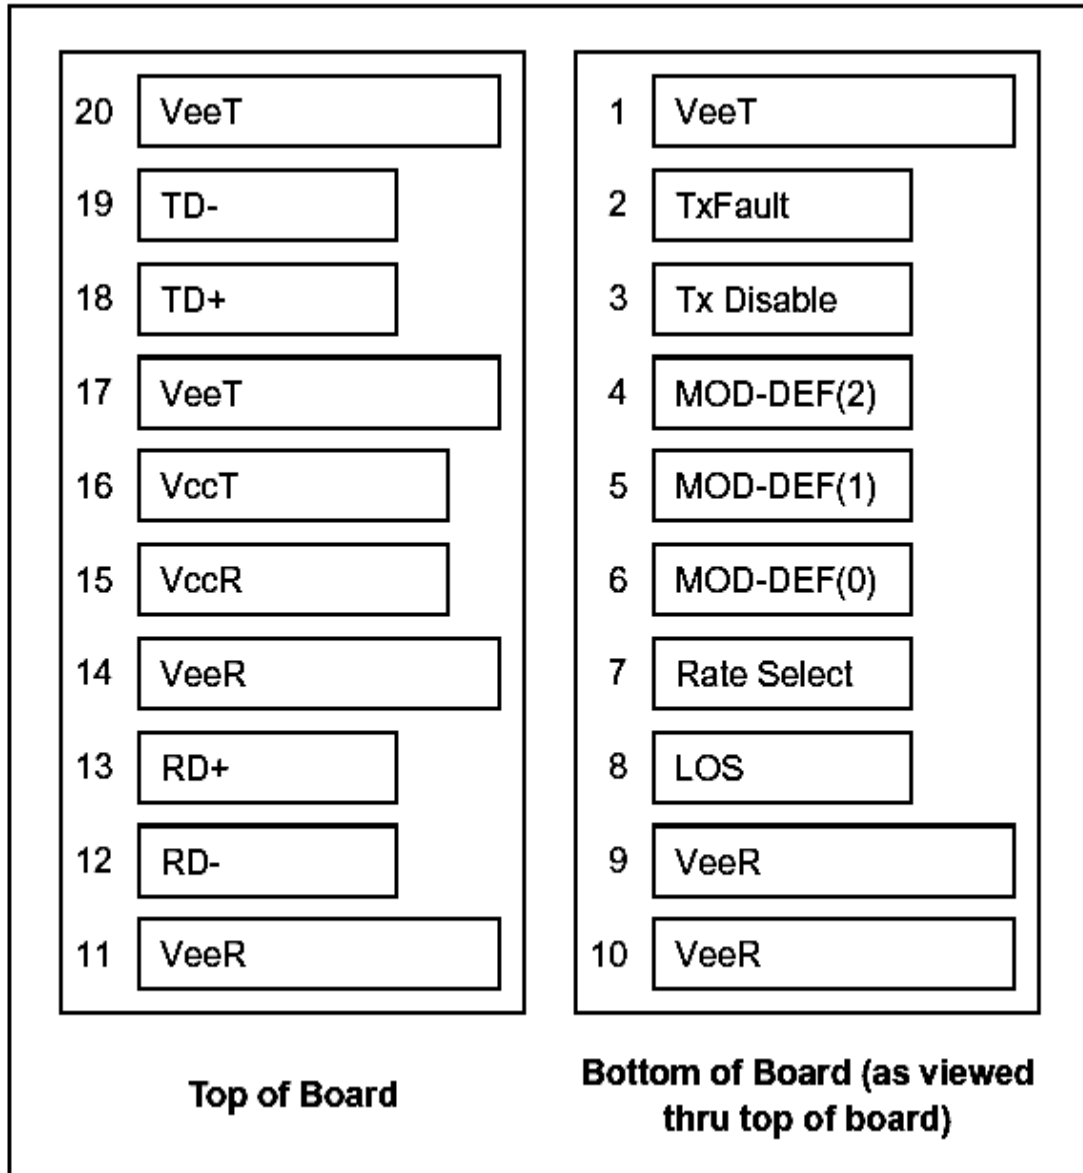 20 VeeT
19 TD-
18 TD+
17 VeeT
16 VccT
15 VccR
14 VeeR
13 RD+
12 RD-
11 VeeR
Top of Board
1 VeeT
2 TxFault
3 Tx Disable
4 MOD-DEF(2)
5 MOD-DEF(1)
6 MOD-DEF(0)
7 Rate Select
8 LOS
9 VeeR
10 VeeR
Bottom of Board (as viewed
thru top of board)